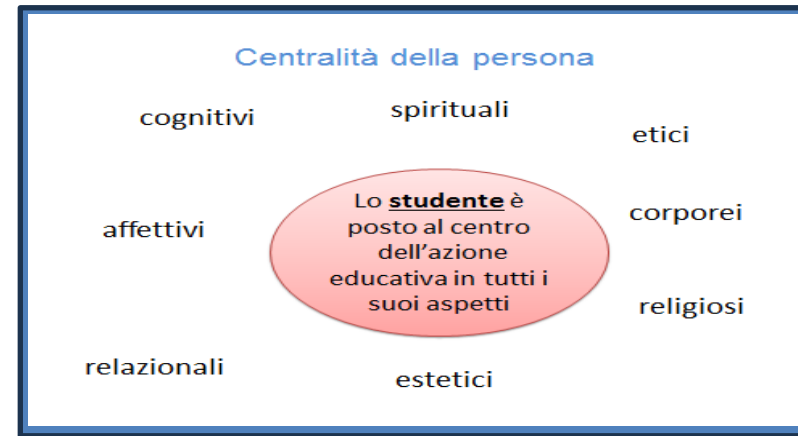 Centralità della persona
cognitivi
spirituali
etici
affettivi
Lo studente è
posto al centro
dell’azione
educativa in tutti i
suoi aspetti
corporei
religiosi
relazionali
estetici